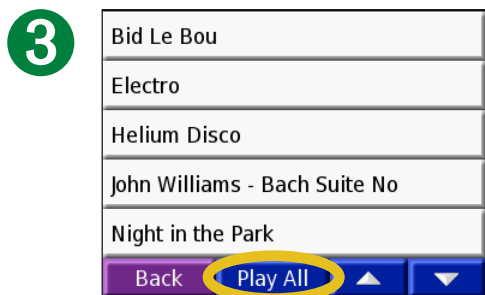 3
Bid Le Bou
Electro
Helium Disco
John Williams - Bach Suite No
Night in the Park
Back Play All